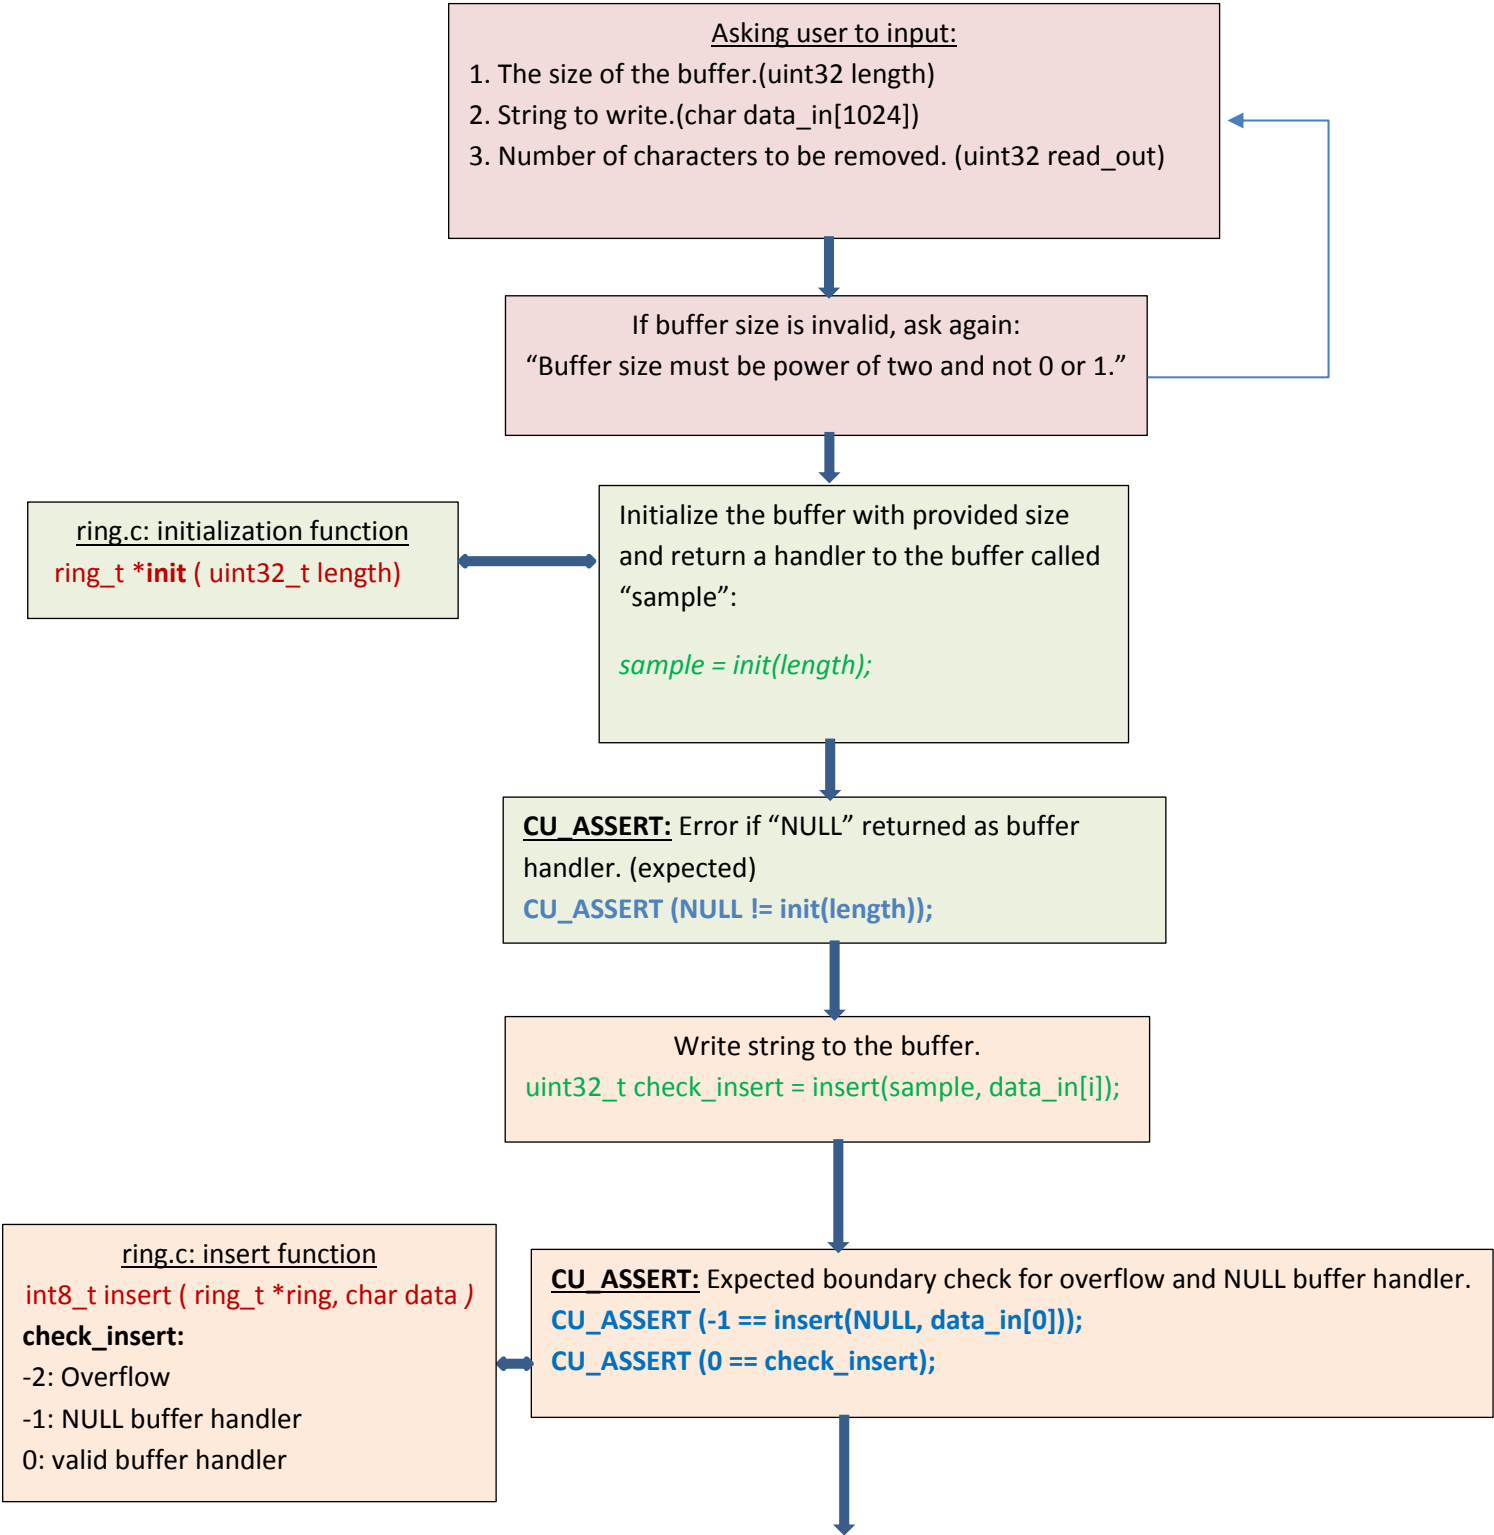 Asking user to input:
1. The size of the buffer.(uint32 length)
2. String to write.(char data_in[1024])
3. Number of characters to be removed. (uint32 read_out)
If buffer size is invalid, ask again:
“Buffer size must be power of two and not 0 or 1.”
ring.c: initialization function
ring_t *init ( uint32_t length)
Initialize the buffer with provided size
and return a handler to the buffer called
“sample”:
sample = init(length);
CU_ASSERT: Error if “NULL” returned as buffer
handler. (expected)
CU_ASSERT (NULL != init(length));
Write string to the buffer.
uint32_t check_insert = insert(sample, data_in[i]);
ring.c: insert function
int8_t insert ( ring_t *ring, char data )
check_insert:
-2: Overflow
-1: NULL buffer handler
0: valid buffer handler
CU_ASSERT: Expected boundary check for overflow and NULL buffer handler.
CU_ASSERT (-1 == insert(NULL, data_in[0]));
CU_ASSERT (0 == check_insert);